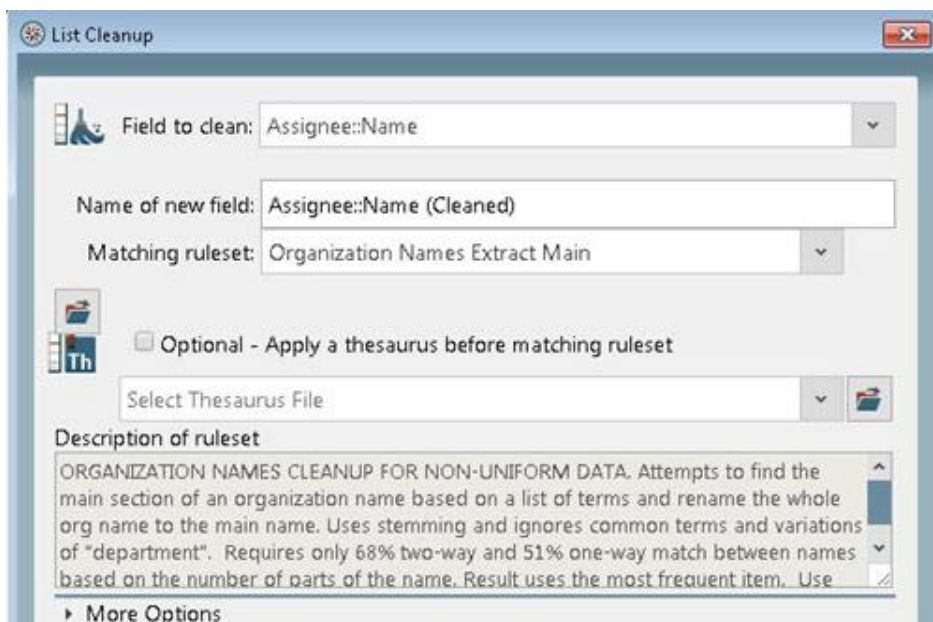 List Cleanup
Field to clean: Assignee::Name
Name of new field: Assignee::Name (Cleaned)
Matching ruleset: Organization Names Extract Main
Th
Optional - Apply a thesaurus before matching ruleset
Select Thesaurus File
Description of ruleset
ORGANIZATION NAMES CLEANUP FOR NON-UNIFORM DATA. Attempts to find the
main section of an organization name based on a list of terms and rename the whole
org name to the main name. Uses stemming and ignores common terms and variations
of "department".  Requires only 68% two-way and 51% one-way match between names
based on the number of parts of the name. Result uses the most frequent item.  Use
More Options